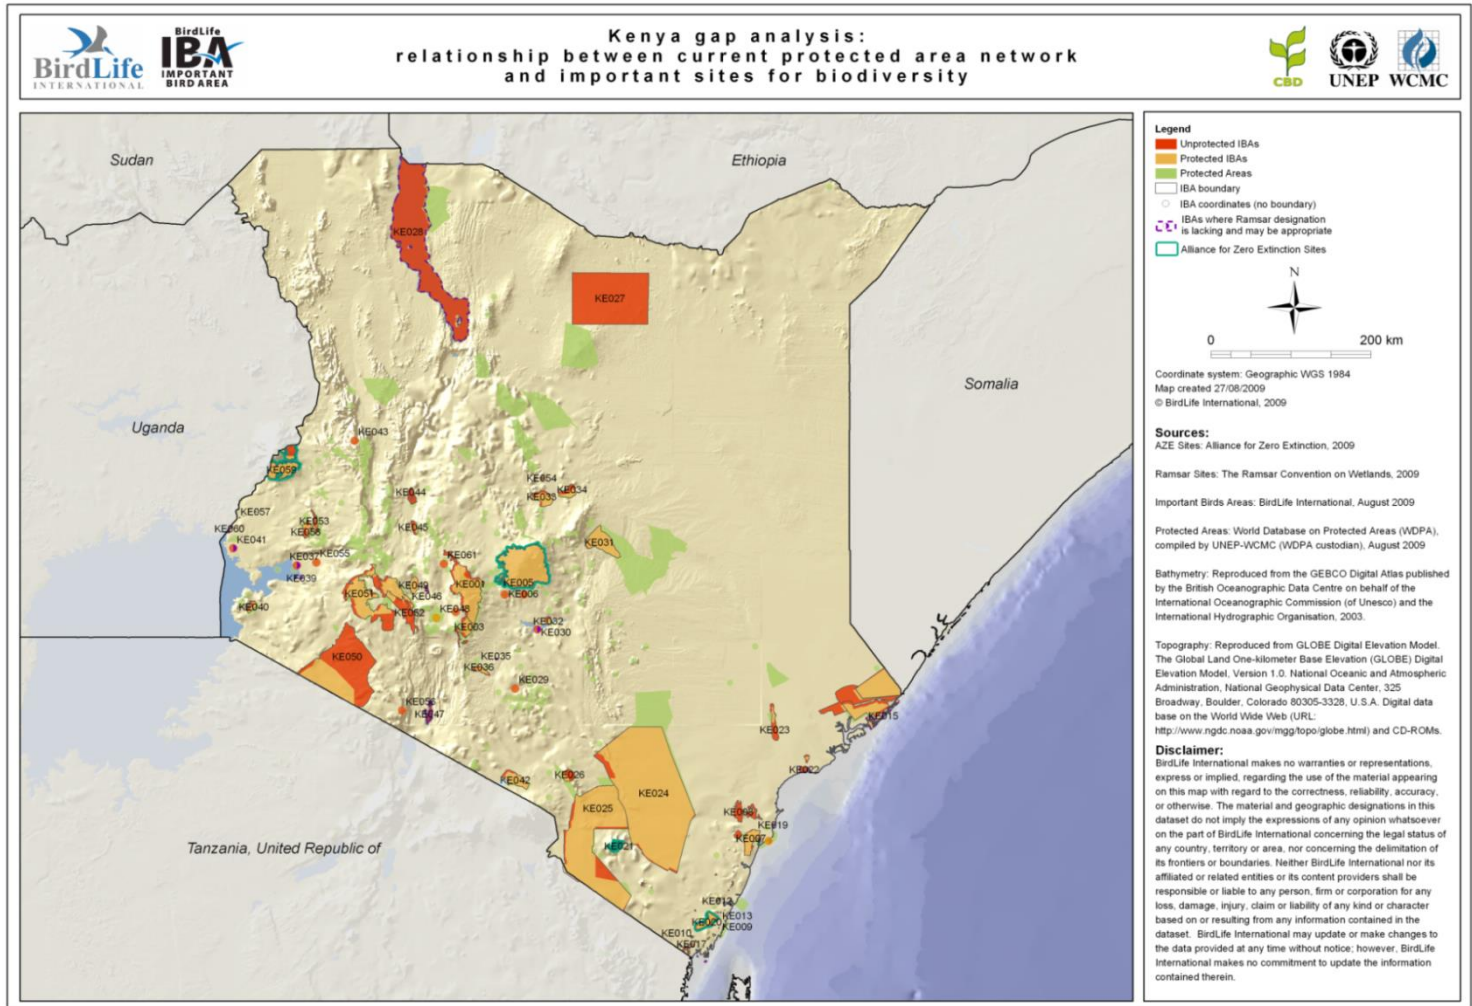 BirdLife
INTERNATIONAL
BirdLife
IBA
IMPORTANT
BIRD AREA
Kenya gap analysis:
relationship between current protected area network
and important sites for biodiversity
CBD
UNEP
WCMC
Sudan
Ethiopia
KE028
KE027
Somalia
Uganda
KE043
KE059
KE044
KE054
KE034
KE033
KE057
KE053
KE060
KE058
KE045
KE041
KE031
KE037
KE055
KE061
KE039
KE005
KE049
KE001
KE051
KE046
KE006
KE040
KE048
KE052
KE032
KE003
KE030
KE050
KE035
KE036
KE029
KE056
KE047
KE015
KE023
KE022
KE042
KE026
KE024
KE025
KE019
KE007
KE021
Tanzania, United Republic of
KE012
KE013
KE020
KE009
KE010
KE017
Legend
Unprotected IBAs
Protected IBAs
Protected Areas
IBA boundary
IBA coordinates (no boundary)
IBAs where Ramsar designation
is lacking and may be appropriate
Alliance for Zero Extinction Sites
N
0 200 km
Coordinate system: Geographic WGS 1984
Map created 27/08/2009
© BirdLife International, 2009
Sources:
AZE Sites: Alliance for Zero Extinction, 2009
Ramsar Sites: The Ramsar Convention on Wetlands, 2009
Important Birds Areas: BirdLife International, August 2009
Protected Areas: World Database on Protected Areas (WDPA),
compiled by UNEP-WCMC (WDPA custodian), August 2009
Bathymetry: Reproduced from the GEBCO Digital Atlas published
by the British Oceanographic Data Centre on behalf of the
International Oceanographic Commission (of Unesco) and the
International Hydrographic Organisation, 2003.
Topography: Reproduced from GLOBE Digital Elevation Model.
The Global Land One-kilometer Base Elevation (GLOBE) Digital
Elevation Model, Version 1.0. National Oceanic and Atmospheric
Administration, National Geophysical Data Center, 325
Broadway, Boulder, Colorado 80305-3328, U.S.A. Digital data
base on the World Wide Web (URL:
http://www.ngdc.noaa.gov/mgg/topo/globe.html) and CD-ROMs.
Disclaimer:
BirdLife International makes no warranties or representations,
express or implied, regarding the use of the material appearing
on this map with regard to the correctness, reliability, accuracy,
or otherwise. The material and geographic designations in this
dataset do not imply the expressions of any opinion whatsoever
on the part of BirdLife International concerning the legal status of
any country, territory or area, nor concerning the delimitation of
its frontiers or boundaries. Neither BirdLife International nor its
affiliated or related entities or its content providers shall be
responsible or liable to any person, firm or corporation for any
loss, damage, injury, claim or liability of any kind or character
based on or resulting from any information contained in the
dataset. BirdLife International may update or make changes to
the data provided at any time without notice; however, BirdLife
International makes no commitment to update the information
contained therein.